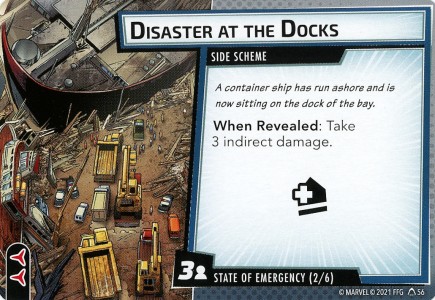 DISASTER AT THE DOCKS
SIDE SCHEME
A container ship has run ashore and is
now sitting on the dock of the bay.
When Revealed: Take
3 indirect damage.
3
STATE OF EMERGENCY (2/6)
© MARVEL © 2021 FFG 56